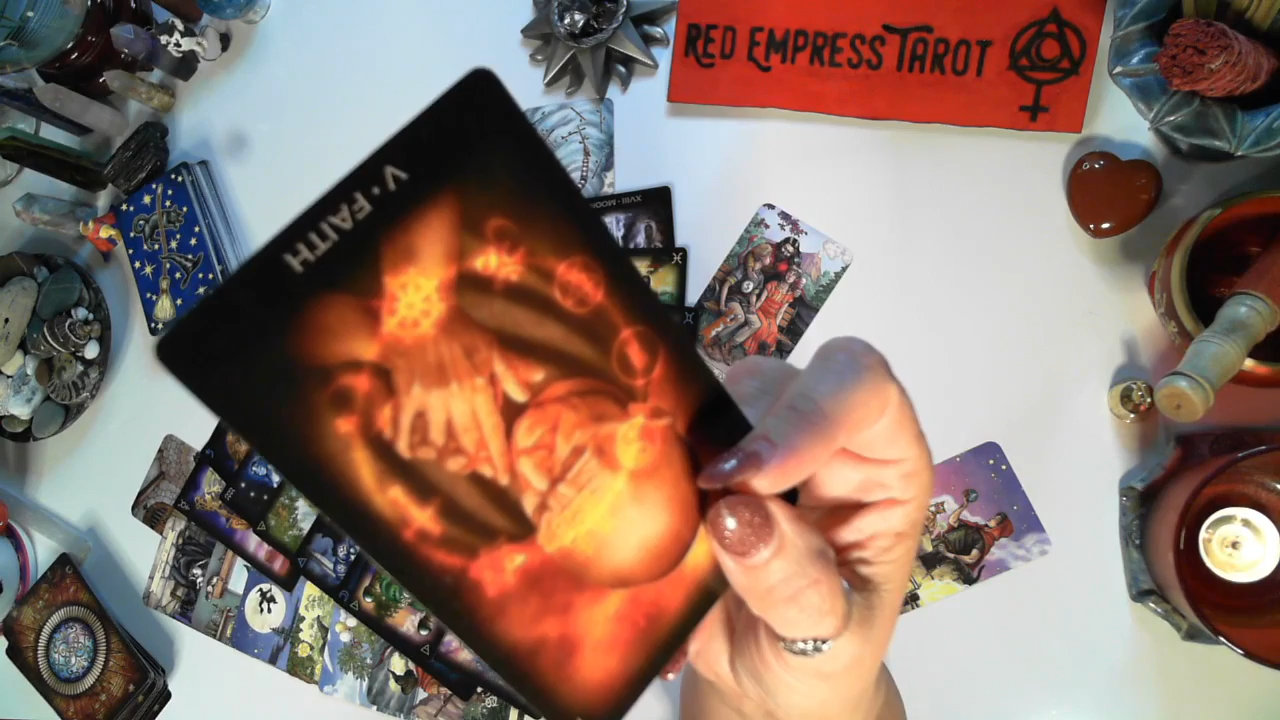 RED EMPRESS TAROT
V · FAITH
XVIII · MOON